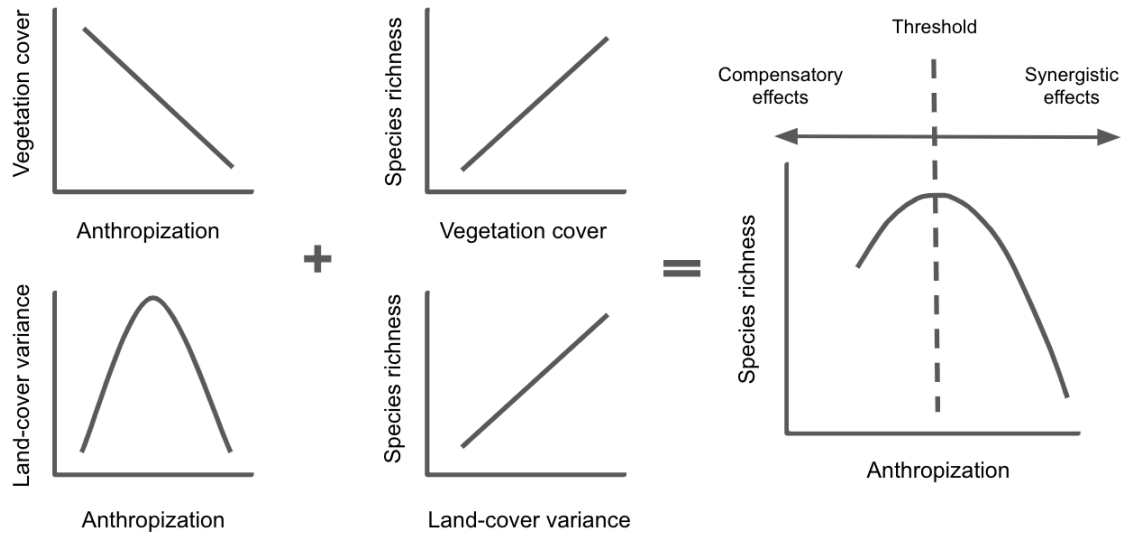 Vegetation cover
Anthropization
Species richness
Vegetation cover
Land-cover variance
Anthropization
Species richness
Land-cover variance
+
=
Threshold
Compensatory
effects
Synergistic
effects
Species richness
Anthropization